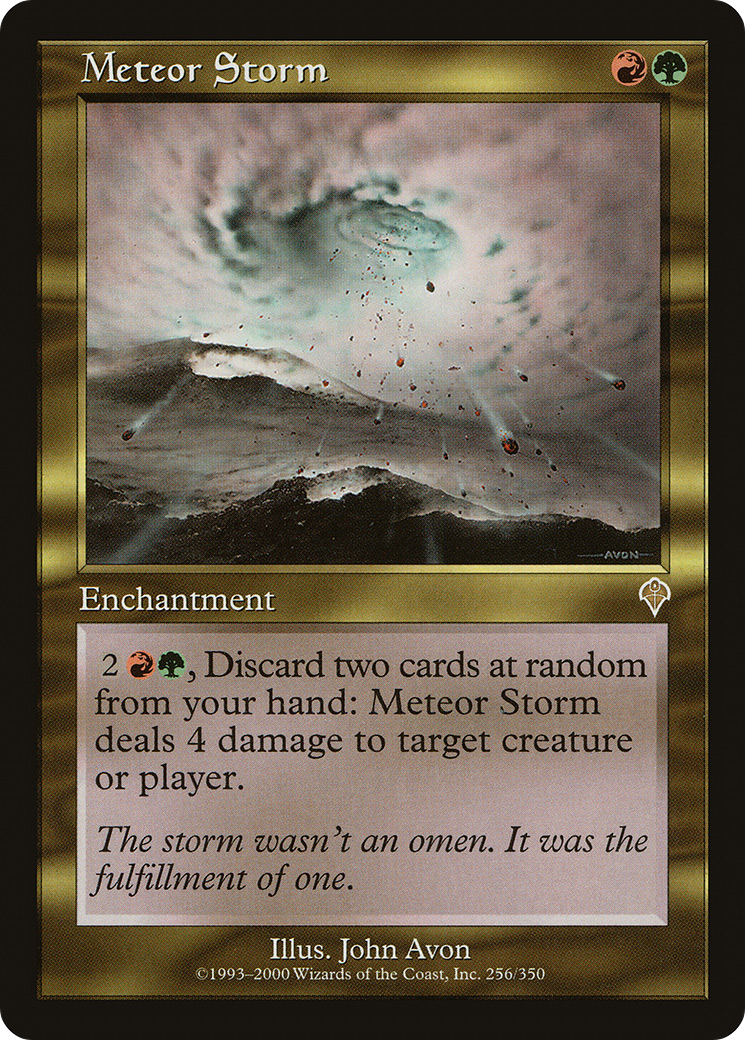 Meteor Storm
AVON
Enchantment
2 , Discard two cards at random
from your hand: Meteor Storm
deals 4 damage to target creature
or player.
The storm wasn't an omen. It was the
fulfillment of one.
Illus. John Avon
©1993–2000 Wizards of the Coast, Inc. 256/350